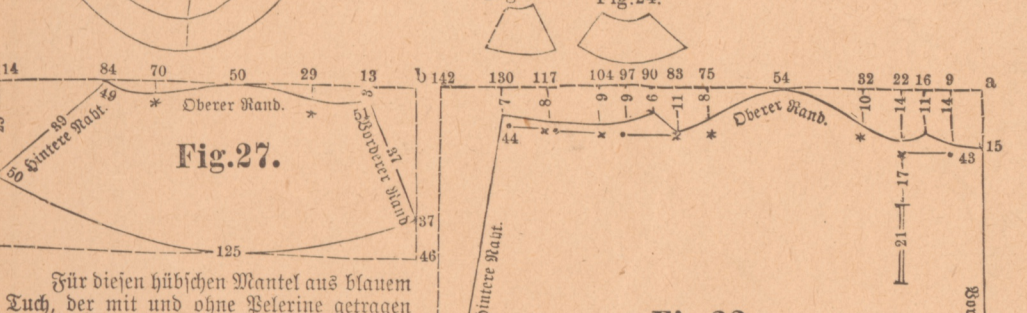 Fig.24.
14 84 70 50 29 13 b
49
3
* Oberer Rand. *
89
Hintere Naht.
Vorderer Rand
37
Fig.27.
50
37
125
46
Für diesen hübschen Mantel aus blauem
Tuch, der mit und ohne Pelerine getragen
142 130 117 104 97 90 83 75 54 32 22 16 9 a
7 8 9 9 6 11 8 10 14 11 14
Oberer Rand.
44
* *
15
43
17
21
Hintere Naht.